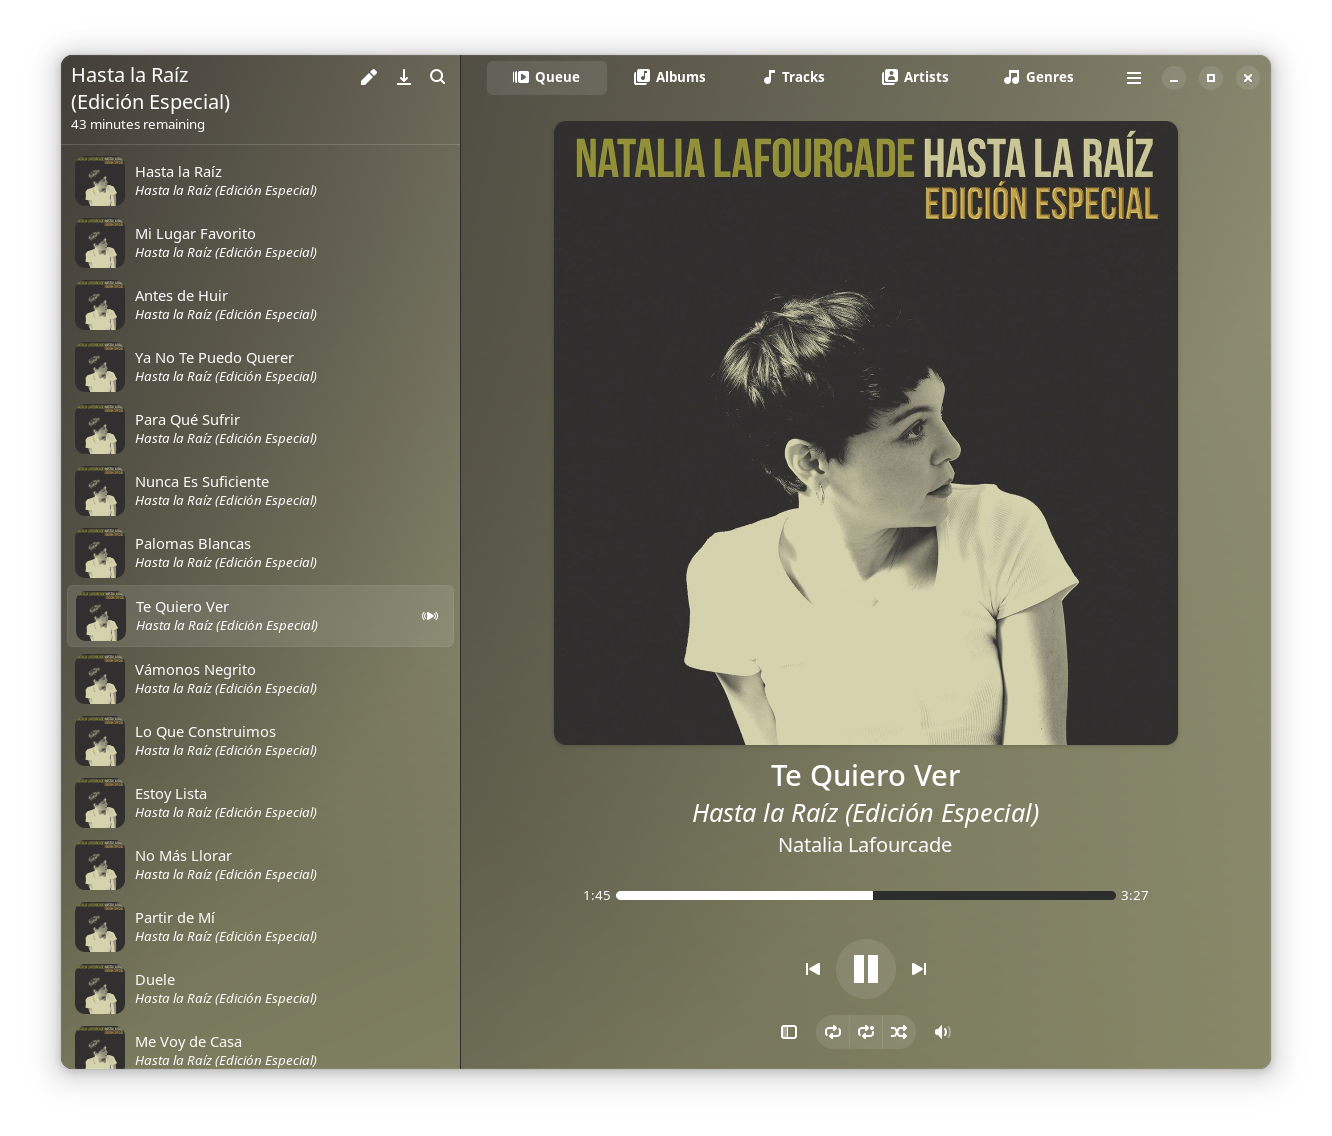 Hasta la Raíz
(Edición Especial)
43 minutes remaining
Hasta la Raíz
Hasta la Raíz (Edición Especial)
Mi Lugar Favorito
Hasta la Raíz (Edición Especial)
Antes de Huir
Hasta la Raíz (Edición Especial)
Ya No Te Puedo Querer
Hasta la Raíz (Edición Especial)
Para Qué Sufrir
Hasta la Raíz (Edición Especial)
Nunca Es Suficiente
Hasta la Raíz (Edición Especial)
Palomas Blancas
Hasta la Raíz (Edición Especial)
Te Quiero Ver
Hasta la Raíz (Edición Especial)
Vámonos Negrito
Hasta la Raíz (Edición Especial)
Lo Que Construimos
Hasta la Raíz (Edición Especial)
Estoy Lista
Hasta la Raíz (Edición Especial)
No Más Llorar
Hasta la Raíz (Edición Especial)
Partir de Mí
Hasta la Raíz (Edición Especial)
Duele
Hasta la Raíz (Edición Especial)
Me Voy de Casa
Hasta la Raíz (Edición Especial)
Queue Albums Tracks Artists Genres
NATALIA LAFOURCADE HASTA LA RAÍZ
EDICIÓN ESPECIAL
Te Quiero Ver
Hasta la Raíz (Edición Especial)
Natalia Lafourcade
1:45 3:27